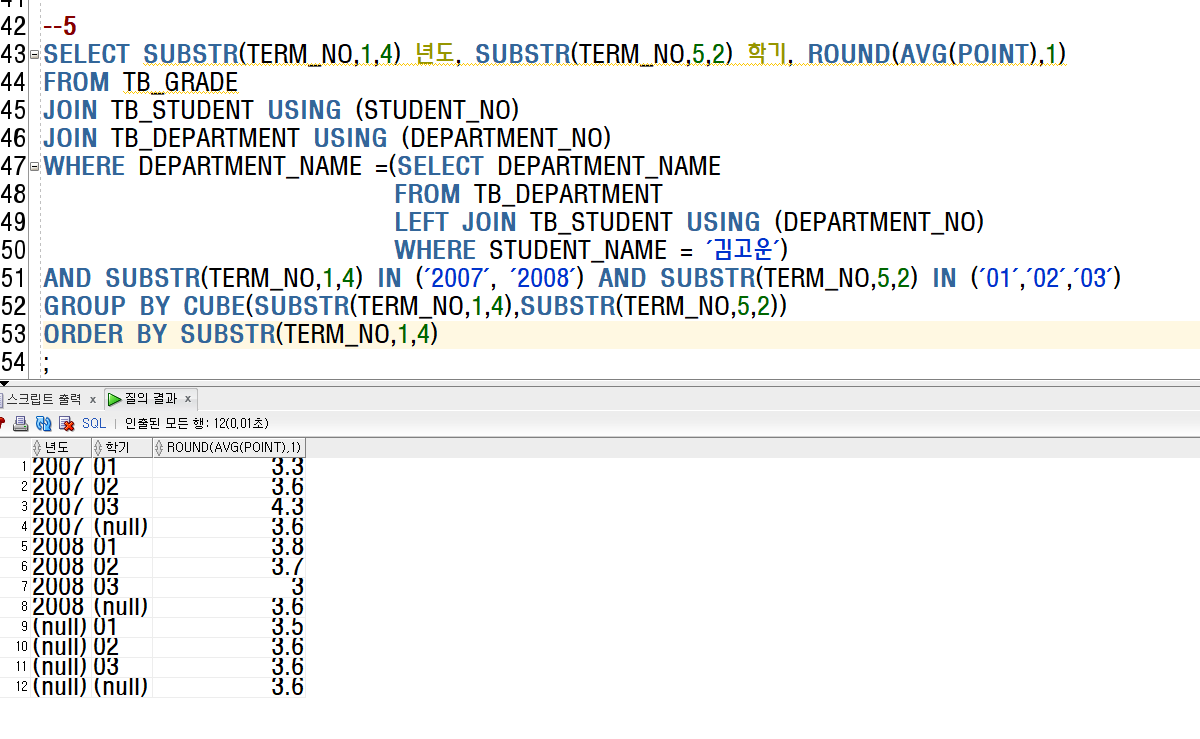 41
42 --5
43 SELECT SUBSTR(TERM_NO,1,4) 년도, SUBSTR(TERM_NO,5,2) 학기, ROUND(AVG(POINT),1)
44 FROM TB_GRADE
45 JOIN TB_STUDENT USING (STUDENT_NO)
46 JOIN TB_DEPARTMENT USING (DEPARTMENT_NO)
47 WHERE DEPARTMENT_NAME =(SELECT DEPARTMENT_NAME
48 FROM TB_DEPARTMENT
49 LEFT JOIN TB_STUDENT USING (DEPARTMENT_NO)
50 WHERE STUDENT_NAME = '김고운')
51 AND SUBSTR(TERM_NO,1,4) IN ('2007', '2008') AND SUBSTR(TERM_NO,5,2) IN ('01','02','03')
52 GROUP BY CUBE(SUBSTR(TERM_NO,1,4),SUBSTR(TERM_NO,5,2))
53 ORDER BY SUBSTR(TERM_NO,1,4)
54 ;
스크립트 출력 x 질의 결과 x
SQL | 인출된 모든 행: 12(0,01초)
년도 학기 ROUND(AVG(POINT),1)
1 2007 01 3.3
2 2007 02 3.6
3 2007 03 4.3
4 2007 (null) 3.6
5 2008 01 3.8
6 2008 02 3.7
7 2008 03 3
8 2008 (null) 3.6
9 (null) 01 3.5
10 (null) 02 3.6
11 (null) 03 3.6
12 (null) (null) 3.6